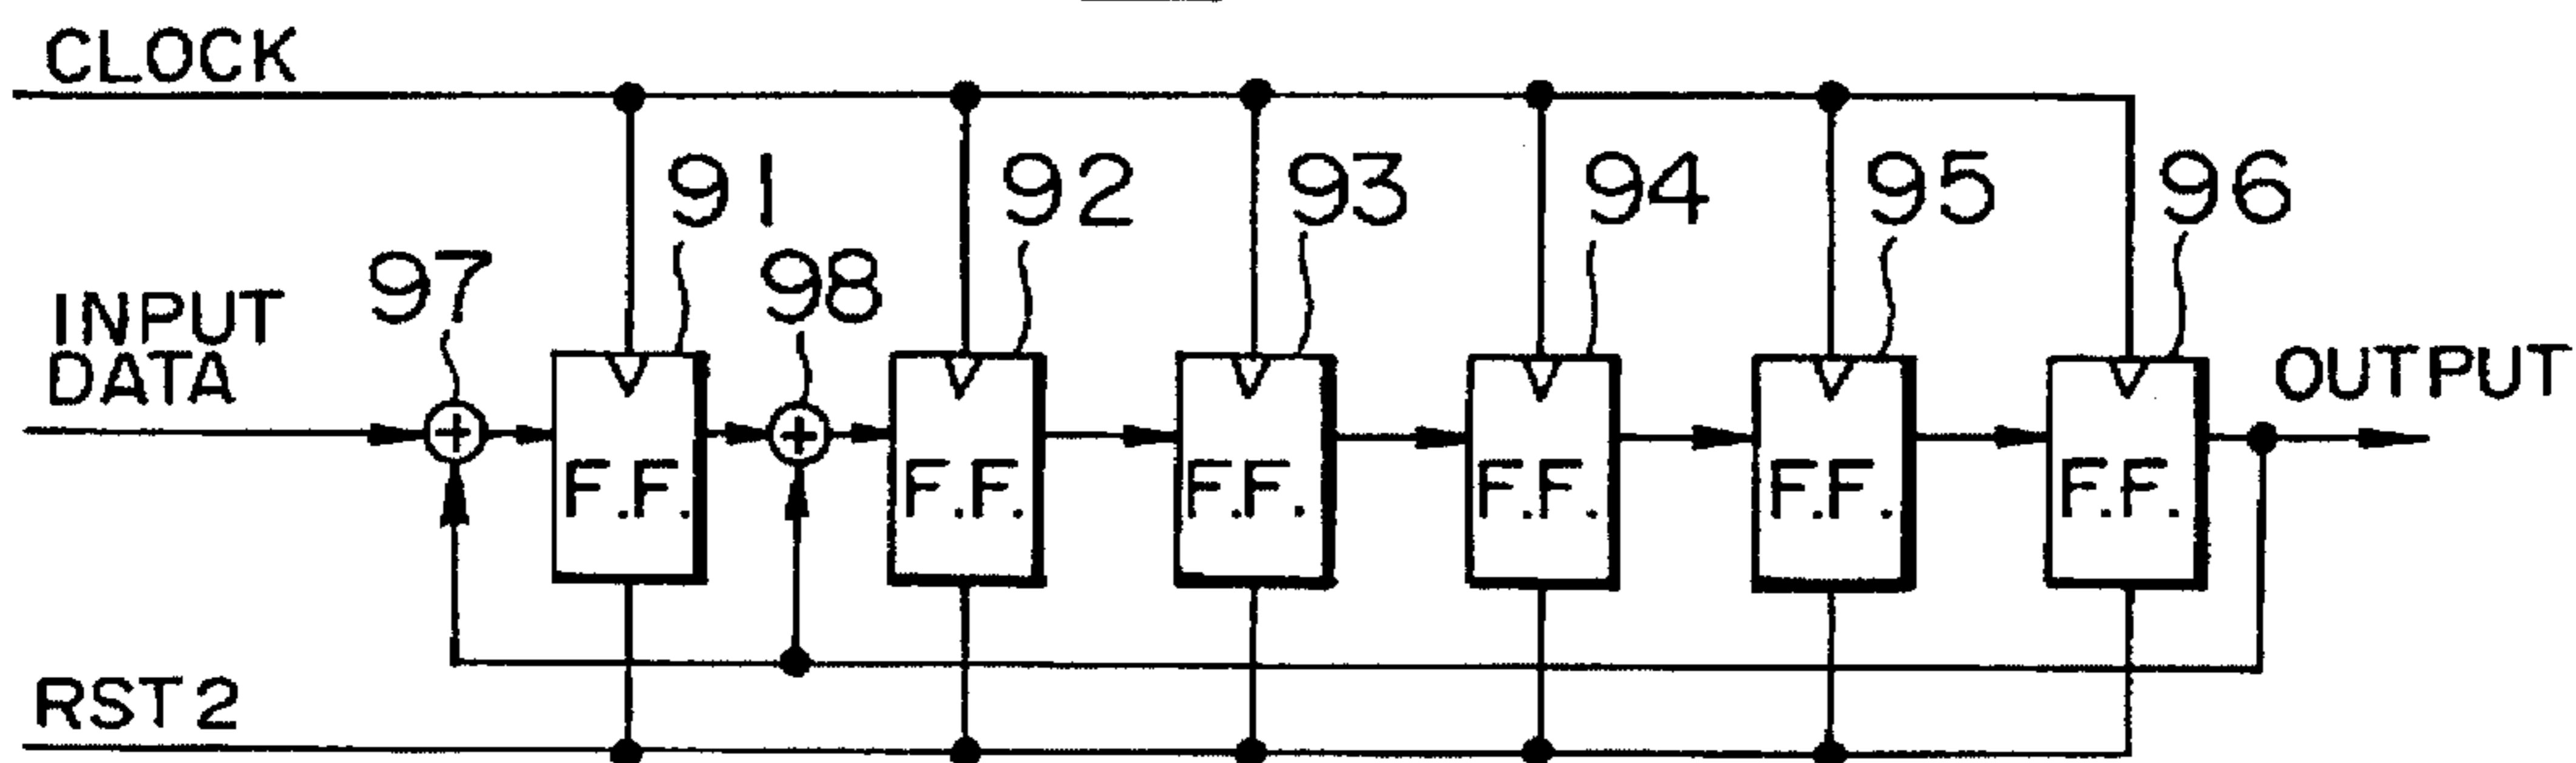 CLOCK
91 92 93 94 95 96
97 98
INPUT
DATA
OUTPUT
+ +
F.F. F.F. F.F. F.F. F.F. F.F.
RST2